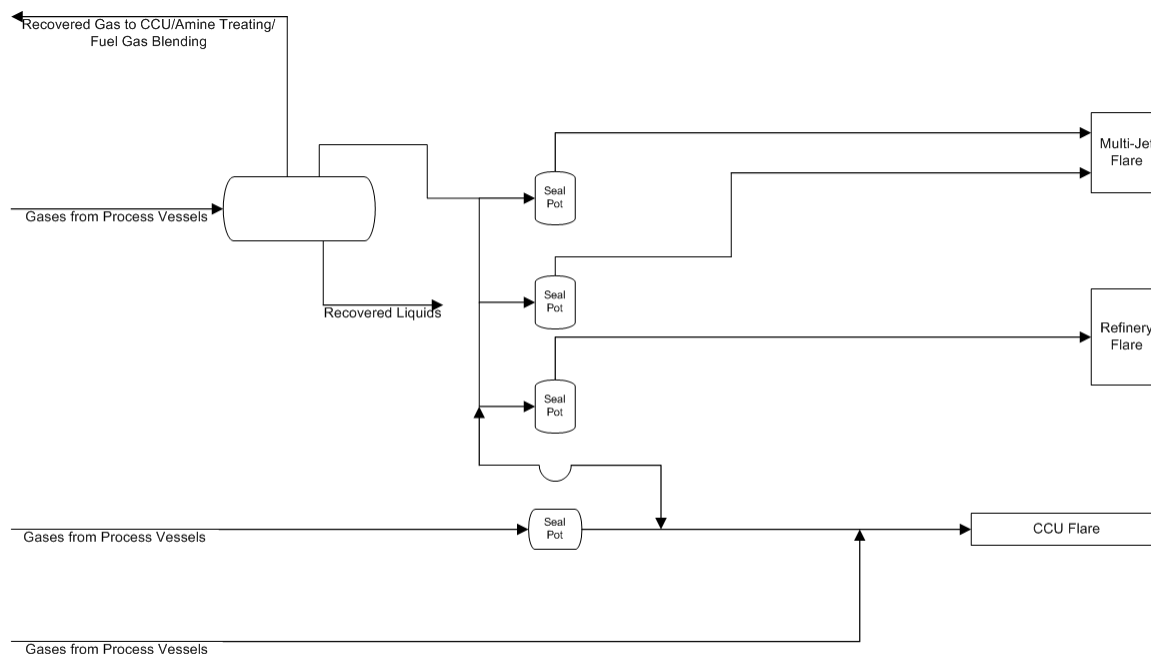 Recovered Gas to CCU/Amine Treating/
Fuel Gas Blending
Multi-Jet
Flare
Seal
Pot
Gases from Process Vessels
Seal
Pot
Recovered Liquids
Refinery
Flare
Seal
Pot
Gases from Process Vessels
Seal
Pot
CCU Flare
Gases from Process Vessels